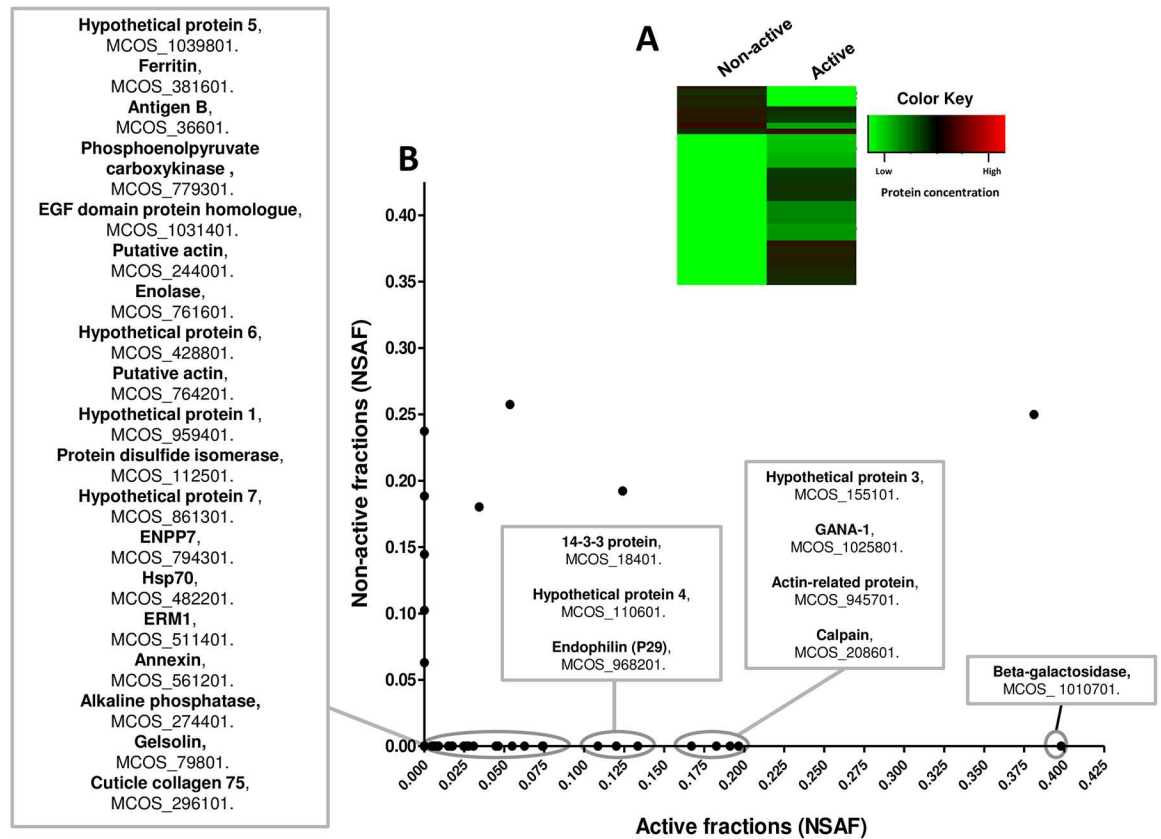 Hypothetical protein 5,
MCOS_1039801.
Ferritin,
MCOS_381601.
Antigen B,
MCOS_36601.
Phosphoenolpyruvate
carboxykinase ,
MCOS_779301.
EGF domain protein homologue,
MCOS_1031401.
Putative actin,
MCOS_244001.
Enolase,
MCOS_761601.
Hypothetical protein 6,
MCOS_428801.
Putative actin,
MCOS_764201.
Hypothetical protein 1,
MCOS_959401.
Protein disulfide isomerase,
MCOS_112501.
Hypothetical protein 7,
MCOS_861301.
ENPP7,
MCOS_794301.
Hsp70,
MCOS_482201.
ERM1,
MCOS_511401.
Annexin,
MCOS_561201.
Alkaline phosphatase,
MCOS_274401.
Gelsolin,
MCOS_79801.
Cuticle collagen 75,
MCOS_296101.
A
Non-active
Active
Color Key
Low
High
Protein concentration
B
Non-active fractions (NSAF)
0.40
0.35
0.30
0.25
0.20
0.15
0.10
0.05
0.00
14-3-3 protein,
MCOS_18401.
Hypothetical protein 4,
MCOS_110601.
Endophilin (P29),
MCOS_968201.
Hypothetical protein 3,
MCOS_155101.
GANA-1,
MCOS_1025801.
Actin-related protein,
MCOS_945701.
Calpain,
MCOS_208601.
Beta-galactosidase,
MCOS_ 1010701.
0.000
0.025
0.050
0.075
0.100
0.125
0.150
0.175
0.200
0.225
0.250
0.275
0.300
0.325
0.350
0.375
0.400
0.425
Active fractions (NSAF)